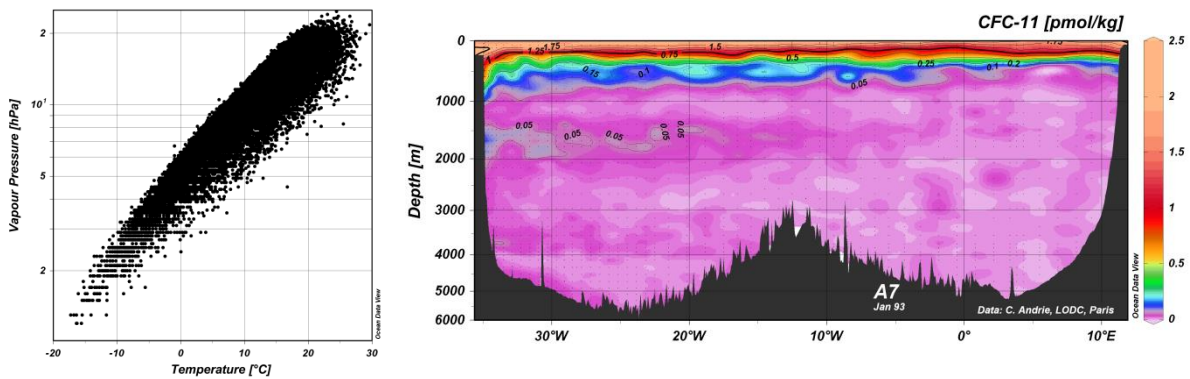 2
10¹
5
2
-20 -10 0 10 20 30
Vapour Pressure [hPa]
Temperature [°C]
Ocean Data View
CFC-11 [pmol/kg]
0
1000
2000
3000
4000
5000
6000
Depth [m]
30°W 20°W 10°W 0° 10°E
1 1.25 1.75 0.75 1.5 0.5 1.75
0.15 0.1 0.25 0.1 0.2
0.05
0.05 0.05 0.05 0.05
A7
Jan 93
Data: C. Andrie, LODC, Paris
Ocean Data View
2.5
2
1.5
1
0.5
0